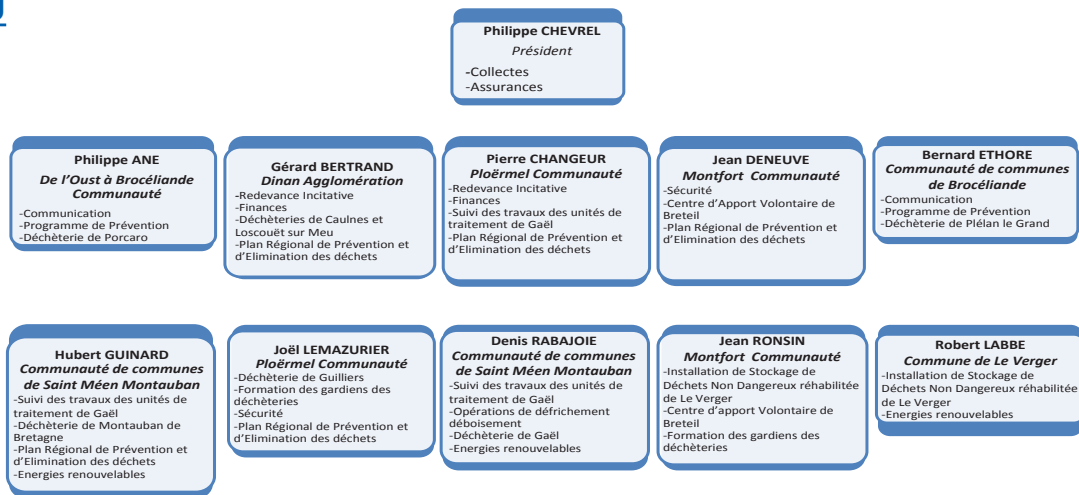 Philippe CHEVREL
Président
-Collectes
-Assurances
Philippe ANE
De l'Oust à Brocéliande
Communauté
-Communication
-Programme de Prévention
-Déchèterie de Porcaro
Gérard BERTRAND
Dinan Agglomération
-Redevance Incitative
-Finances
-Déchèteries de Caulnes et
Loscouët sur Meu
-Plan Régional de Prévention et
d'Elimination des déchets
Pierre CHANGEUR
Ploërmel Communauté
-Redevance Incitative
-Finances
-Suivi des travaux des unités de
traitement de Gaël
-Plan Régional de Prévention et
d'Elimination des déchets
Jean DENEUVE
Montfort Communauté
-Sécurité
-Centre d'Apport Volontaire de
Breteil
-Plan Régional de Prévention et
d'Elimination des déchets
Bernard ETHORE
Communauté de communes
de Brocéliande
-Communication
-Programme de Prévention
-Déchèterie de Plélan le Grand
Hubert GUINARD
Communauté de communes
de Saint Méen Montauban
-Suivi des travaux des unités de
traitement de Gaël
-Déchèterie de Montauban de
Bretagne
-Plan Régional de Prévention et
d'Elimination des déchets
-Energies renouvelables
Joël LEMAZURIER
Ploërmel Communauté
-Déchèterie de Guilliers
-Formation des gardiens des
déchèteries
-Sécurité
-Plan Régional de Prévention et
d'Elimination des déchets
Denis RABAJOIE
Communauté de communes
de Saint Méen Montauban
-Suivi des travaux des unités de
traitement de Gaël
-Opérations de défrichement
déboisement
-Déchèterie de Gaël
-Energies renouvelables
Jean RONSIN
Montfort Communauté
-Installation de Stockage de
Déchets Non Dangereux réhabilitée
de Le Verger
-Centre d'apport Volontaire de
Breteil
-Formation des gardiens des
déchèteries
Robert LABBE
Commune de Le Verger
-Installation de Stockage de
Déchets Non Dangereux réhabilitée
de Le Verger
-Energies renouvelables